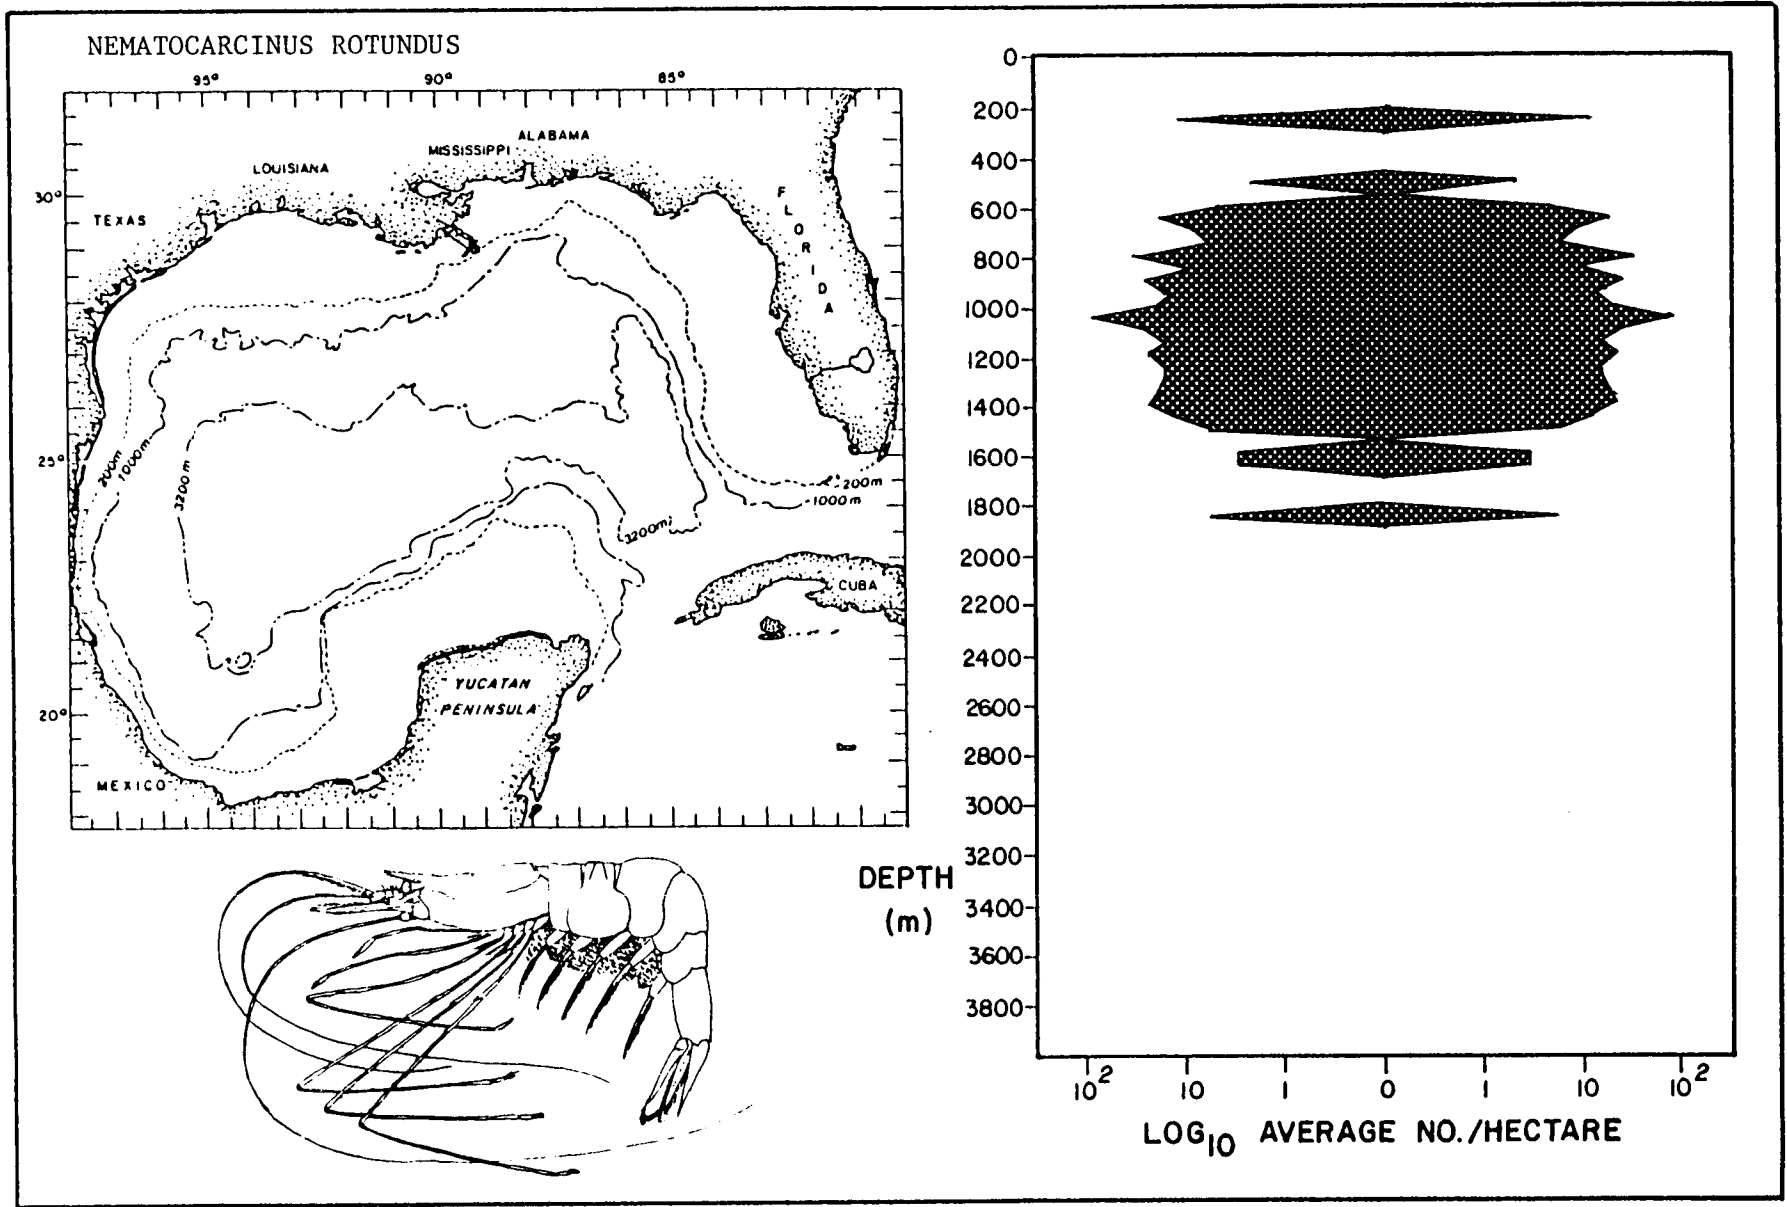 NEMATOCARCINUS ROTUNDUS
95° 90° 85°
ALABAMA
MISSISSIPPI
LOUISIANA
FLORIDA
30°
TEXAS
25°
200m
1000m
3200m
200m
1000m
3200m
CUBA
YUCATAN
PENINSULA
20°
MEXICO
0
200
400
600
800
1000
1200
1400
1600
1800
2000
2200
2400
2600
2800
3000
3200
3400
3600
3800
DEPTH
(m)
10² 10 1 0 1 10 10²
LOG₁₀ AVERAGE NO./HECTARE